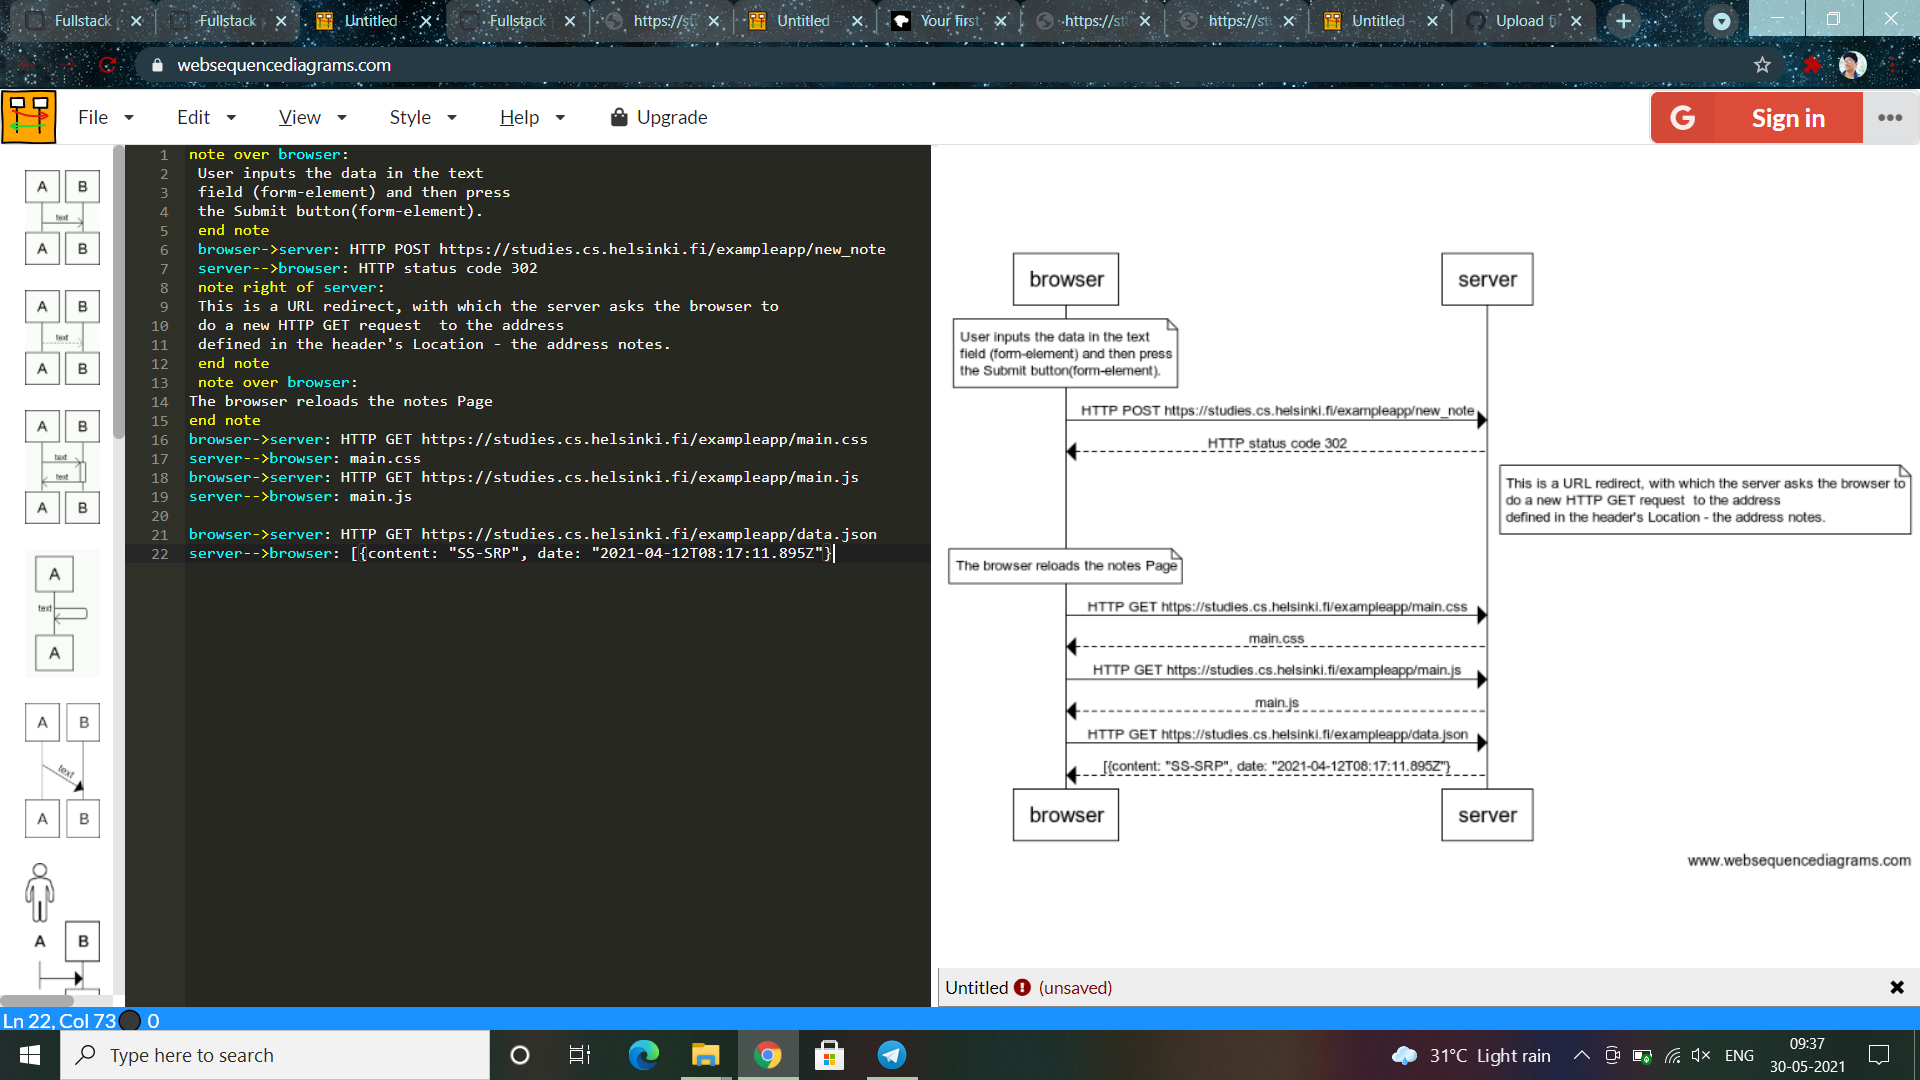 Fullstack
Fullstack
Untitled
Fullstack
https://st
Untitled
Your first
https://st
https://st
Untitled
Upload fi
websequencediagrams.com
File
Edit
View
Style
Help
Upgrade
G
Sign in
1 note over browser:
2 User inputs the data in the text
3 field (form-element) and then press
4 the Submit button(form-element).
5 end note
6 browser->server: HTTP POST https://studies.cs.helsinki.fi/exampleapp/new_note
7 server-->browser: HTTP status code 302
8 note right of server:
9 This is a URL redirect, with which the server asks the browser to
10 do a new HTTP GET request  to the address
11 defined in the header's Location - the address notes.
12 end note
13 note over browser:
14 The browser reloads the notes Page
15 end note
16 browser->server: HTTP GET https://studies.cs.helsinki.fi/exampleapp/main.css
17 server-->browser: main.css
18 browser->server: HTTP GET https://studies.cs.helsinki.fi/exampleapp/main.js
19 server-->browser: main.js
20
21 browser->server: HTTP GET https://studies.cs.helsinki.fi/exampleapp/data.json
22 server-->browser: [{content: "SS-SRP", date: "2021-04-12T08:17:11.895Z"}
A B
text
A B
A B
text
A B
A B
text
text
A B
A
text
A
A B
text
A B
A B
browser
server
User inputs the data in the text
field (form-element) and then press
the Submit button(form-element).
HTTP POST https://studies.cs.helsinki.fi/exampleapp/new_note
HTTP status code 302
This is a URL redirect, with which the server asks the browser to
do a new HTTP GET request  to the address
defined in the header's Location - the address notes.
The browser reloads the notes Page
HTTP GET https://studies.cs.helsinki.fi/exampleapp/main.css
main.css
HTTP GET https://studies.cs.helsinki.fi/exampleapp/main.js
main.js
HTTP GET https://studies.cs.helsinki.fi/exampleapp/data.json
[{content: "SS-SRP", date: "2021-04-12T08:17:11.895Z"}
browser
server
www.websequencediagrams.com
Untitled
(unsaved)
Ln 22, Col 73
0
Type here to search
31°C Light rain
ENG
09:37
30-05-2021